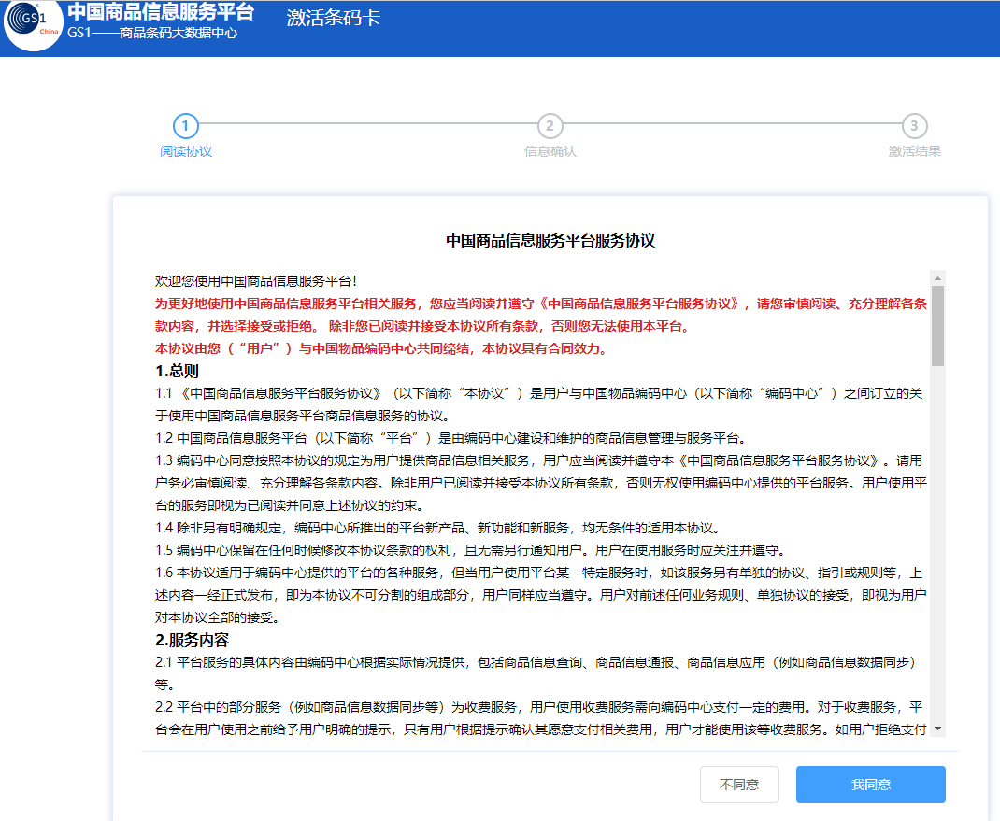 GS1
China
中国商品信息服务平台
GS1——商品条码大数据中心
激活条码卡
1
2
3
阅读协议
信息确认
激活结果
中国商品信息服务平台服务协议
欢迎您使用中国商品信息服务平台！
为更好地使用中国商品信息服务平台相关服务，您应当阅读并遵守《中国商品信息服务平台服务协议》，请您审慎阅读、充分理解各条
款内容，并选择接受或拒绝。 除非您已阅读并接受本协议所有条款，否则您无法使用本平台。
本协议由您（“用户”）与中国物品编码中心共同缔结，本协议具有合同效力。
1.总则
1.1 《中国商品信息服务平台服务协议》（以下简称“本协议”）是用户与中国物品编码中心（以下简称“编码中心”）之间订立的关
于使用中国商品信息服务平台商品信息服务的协议。
1.2 中国商品信息服务平台（以下简称“平台”）是由编码中心建设和维护的商品信息管理与服务平台。
1.3 编码中心同意按照本协议的规定为用户提供商品信息相关服务，用户应当阅读并遵守本《中国商品信息服务平台服务协议》。请用
户务必审慎阅读、充分理解各条款内容。除非用户已阅读并接受本协议所有条款，否则无权使用编码中心提供的平台服务。用户使用平
台的服务即视为已阅读并同意上述协议的约束。
1.4 除非另有明确规定，编码中心所推出的平台新产品、新功能和新服务，均无条件的适用本协议。
1.5 编码中心保留在任何时候修改本协议条款的权利，且无需另行通知用户。用户在使用服务时应关注并遵守。
1.6 本协议适用于编码中心提供的平台的各种服务，但当用户使用平台某一特定服务时，如该服务另有单独的协议、指引或规则等，上
述内容一经正式发布，即为本协议不可分割的组成部分，用户同样应当遵守。用户对前述任何业务规则、单独协议的接受，即视为用户
对本协议全部的接受。
2.服务内容
2.1 平台服务的具体内容由编码中心根据实际情况提供，包括商品信息查询、商品信息通报、商品信息应用（例如商品信息数据同步）
等。
2.2 平台中的部分服务（例如商品信息数据同步等）为收费服务，用户使用收费服务需向编码中心支付一定的费用。对于收费服务，平
台会在用户使用之前给予用户明确的提示，只有用户根据提示确认其愿意支付相关费用，用户才能使用该等收费服务。如用户拒绝支付
不同意
我同意